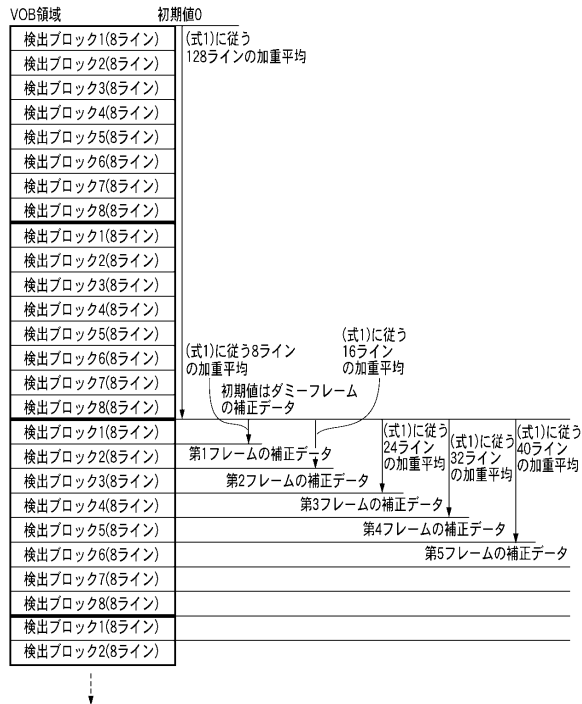 VOB領域
初期値0
検出ブロック1(8ライン)
検出ブロック2(8ライン)
検出ブロック3(8ライン)
検出ブロック4(8ライン)
検出ブロック5(8ライン)
検出ブロック6(8ライン)
検出ブロック7(8ライン)
検出ブロック8(8ライン)
検出ブロック1(8ライン)
検出ブロック2(8ライン)
検出ブロック3(8ライン)
検出ブロック4(8ライン)
検出ブロック5(8ライン)
検出ブロック6(8ライン)
検出ブロック7(8ライン)
検出ブロック8(8ライン)
検出ブロック1(8ライン)
検出ブロック2(8ライン)
検出ブロック3(8ライン)
検出ブロック4(8ライン)
検出ブロック5(8ライン)
検出ブロック6(8ライン)
検出ブロック7(8ライン)
検出ブロック8(8ライン)
検出ブロック1(8ライン)
検出ブロック2(8ライン)
(式1)に従う
128ラインの加重平均
(式1)に従う8ライン
の加重平均
初期値はダミーフレーム
の補正データ
(式1)に従う
16ライン
の加重平均
(式1)に従う
24ライン
の加重平均
(式1)に従う
32ライン
の加重平均
(式1)に従う
40ライン
の加重平均
第1フレームの補正データ
第2フレームの補正データ
第3フレームの補正データ
第4フレームの補正データ
第5フレームの補正データ